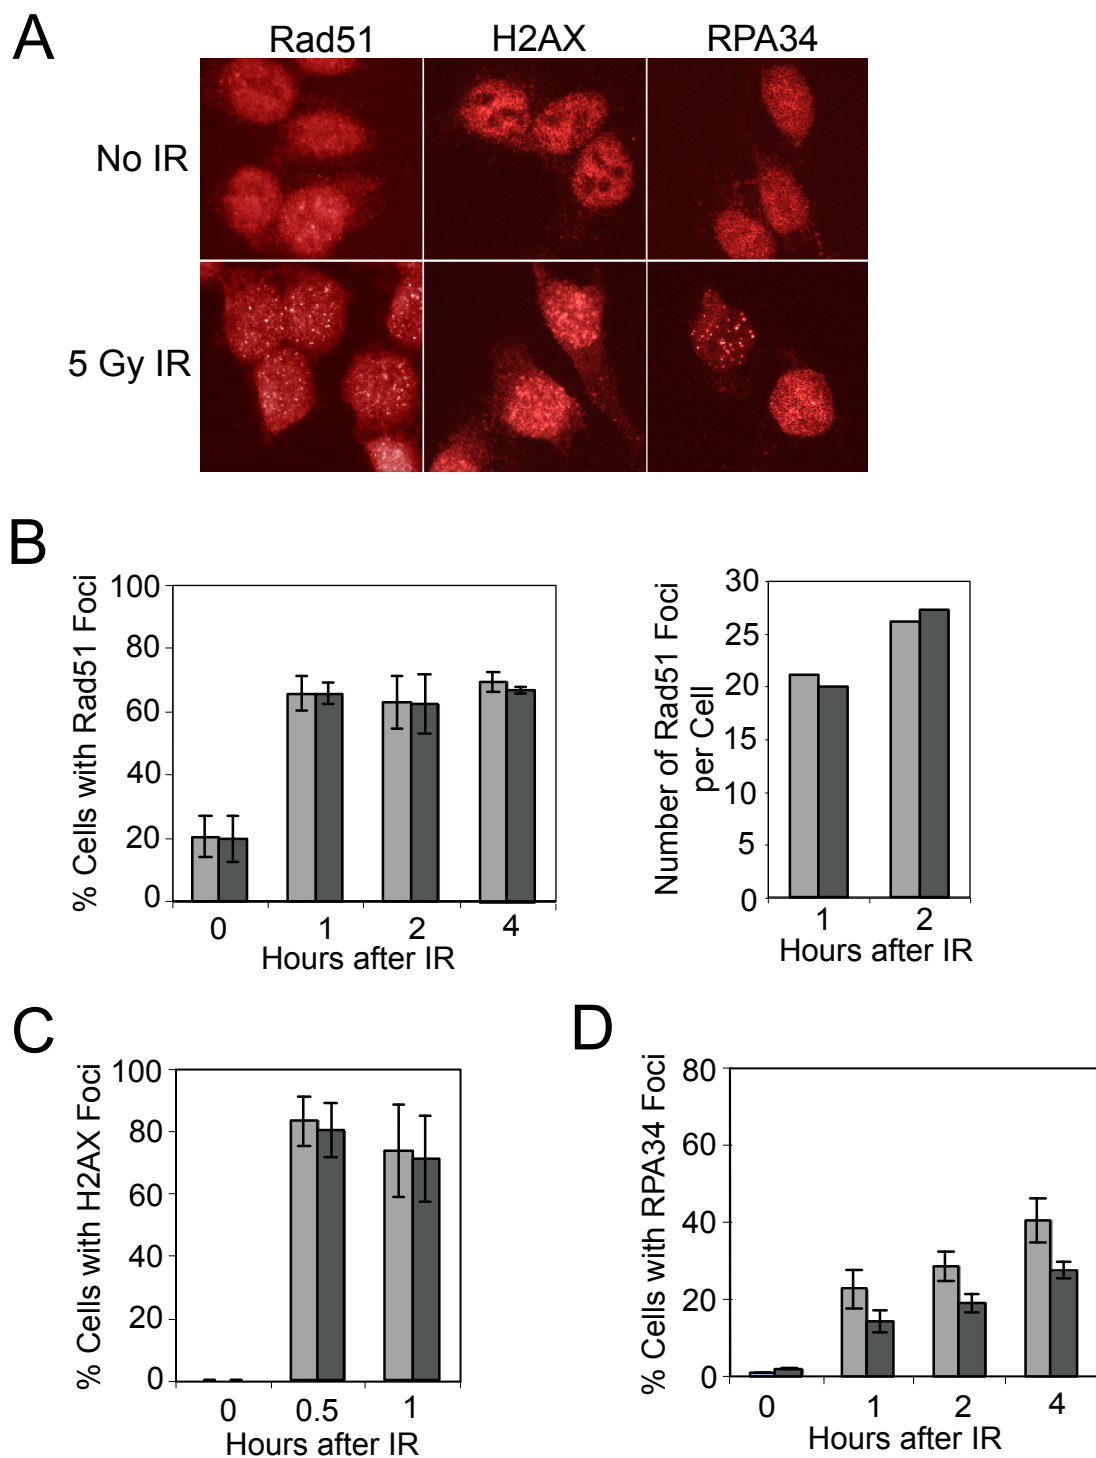 A
Rad51 H2AX RPA34
No IR
5 Gy IR
B
% Cells with Rad51 Foci
100
80
60
40
20
0
0 1 2 4
Hours after IR
Number of Rad51 Foci
per Cell
30
25
20
15
10
5
0
1 2
Hours after IR
C
% Cells with H2AX Foci
100
80
60
40
20
0
0 0.5 1
Hours after IR
D
% Cells with RPA34 Foci
80
60
40
20
0
0 1 2 4
Hours after IR